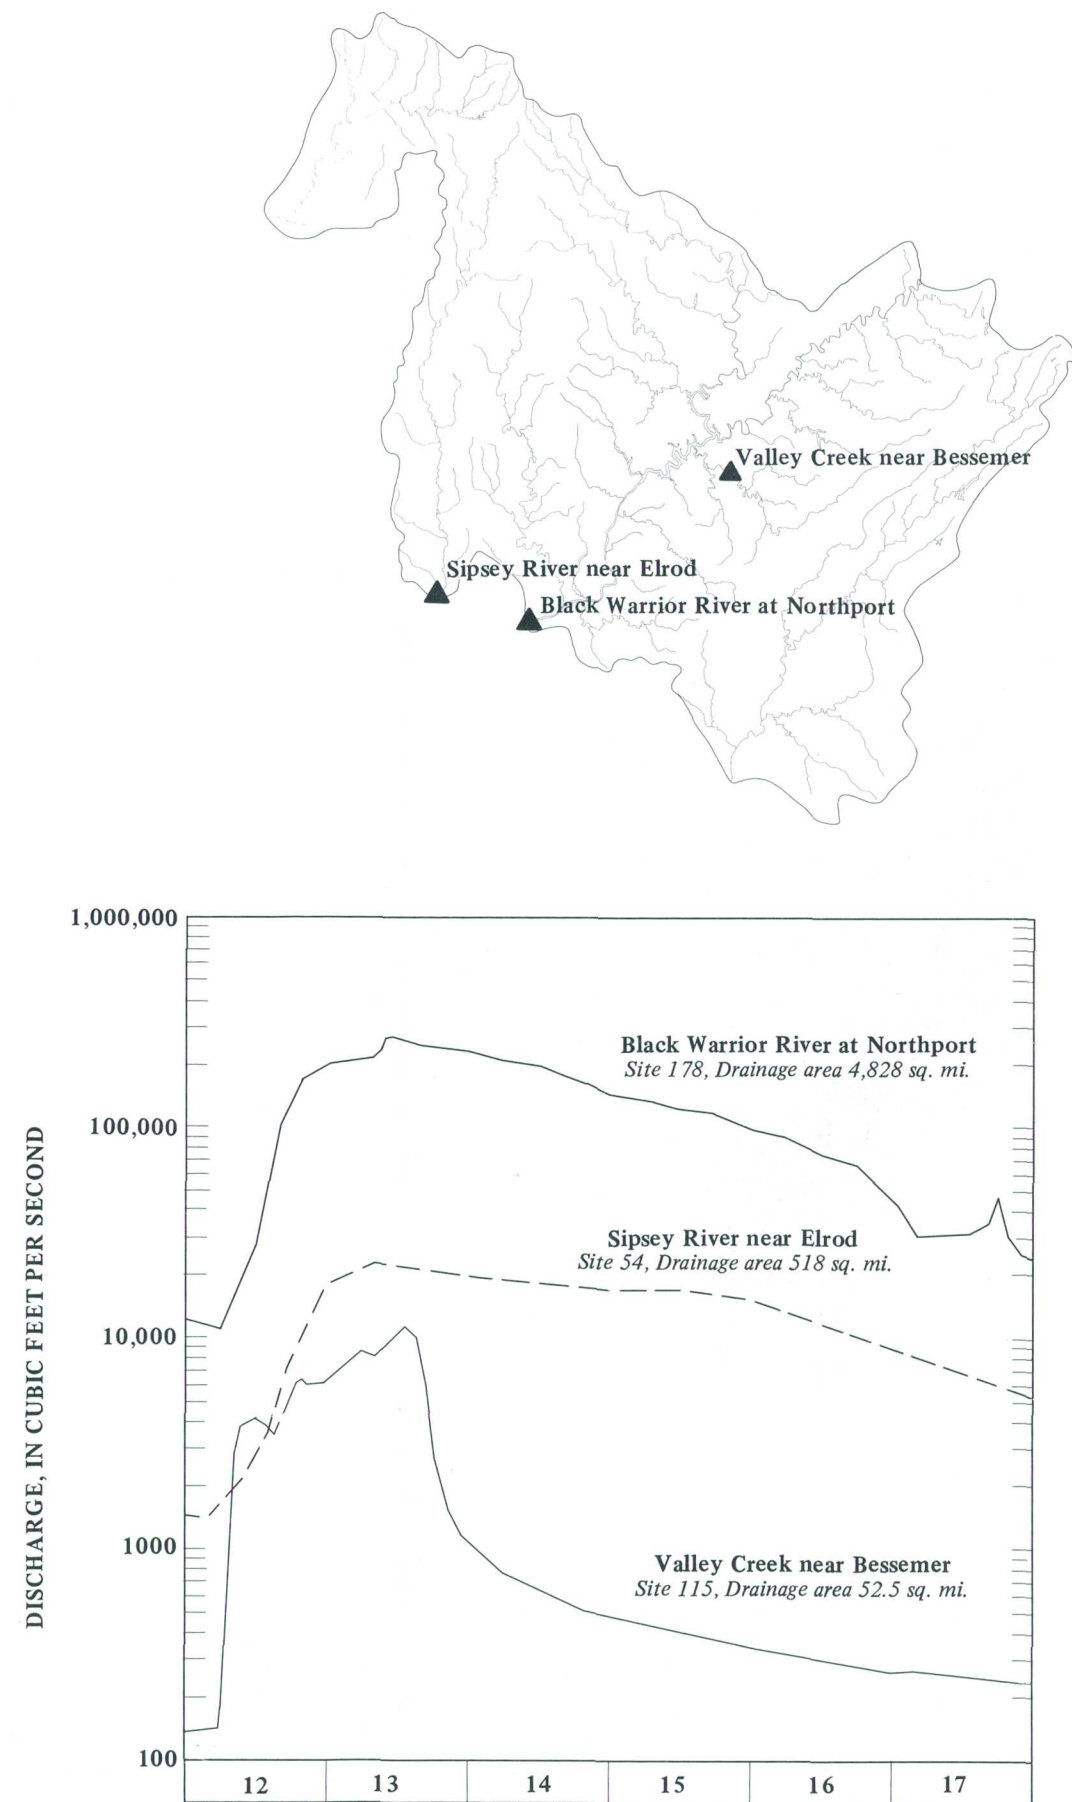 Valley Creek near Bessemer
Sipsey River near Elrod
Black Warrior River at Northport
1,000,000
100,000
10,000
1000
100
DISCHARGE, IN CUBIC FEET PER SECOND
Black Warrior River at Northport
Site 178, Drainage area 4,828 sq. mi.
Sipsey River near Elrod
Site 54, Drainage area 518 sq. mi.
Valley Creek near Bessemer
Site 115, Drainage area 52.5 sq. mi.
12 13 14 15 16 17